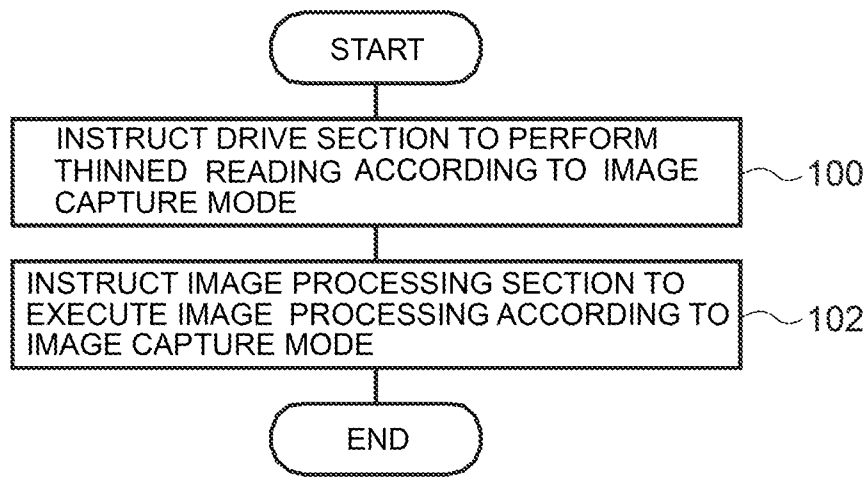 START
INSTRUCT DRIVE SECTION TO PERFORM
THINNED READING ACCORDING TO IMAGE
CAPTURE MODE
100
INSTRUCT IMAGE PROCESSING SECTION TO
EXECUTE IMAGE PROCESSING ACCORDING TO
IMAGE CAPTURE MODE
102
END